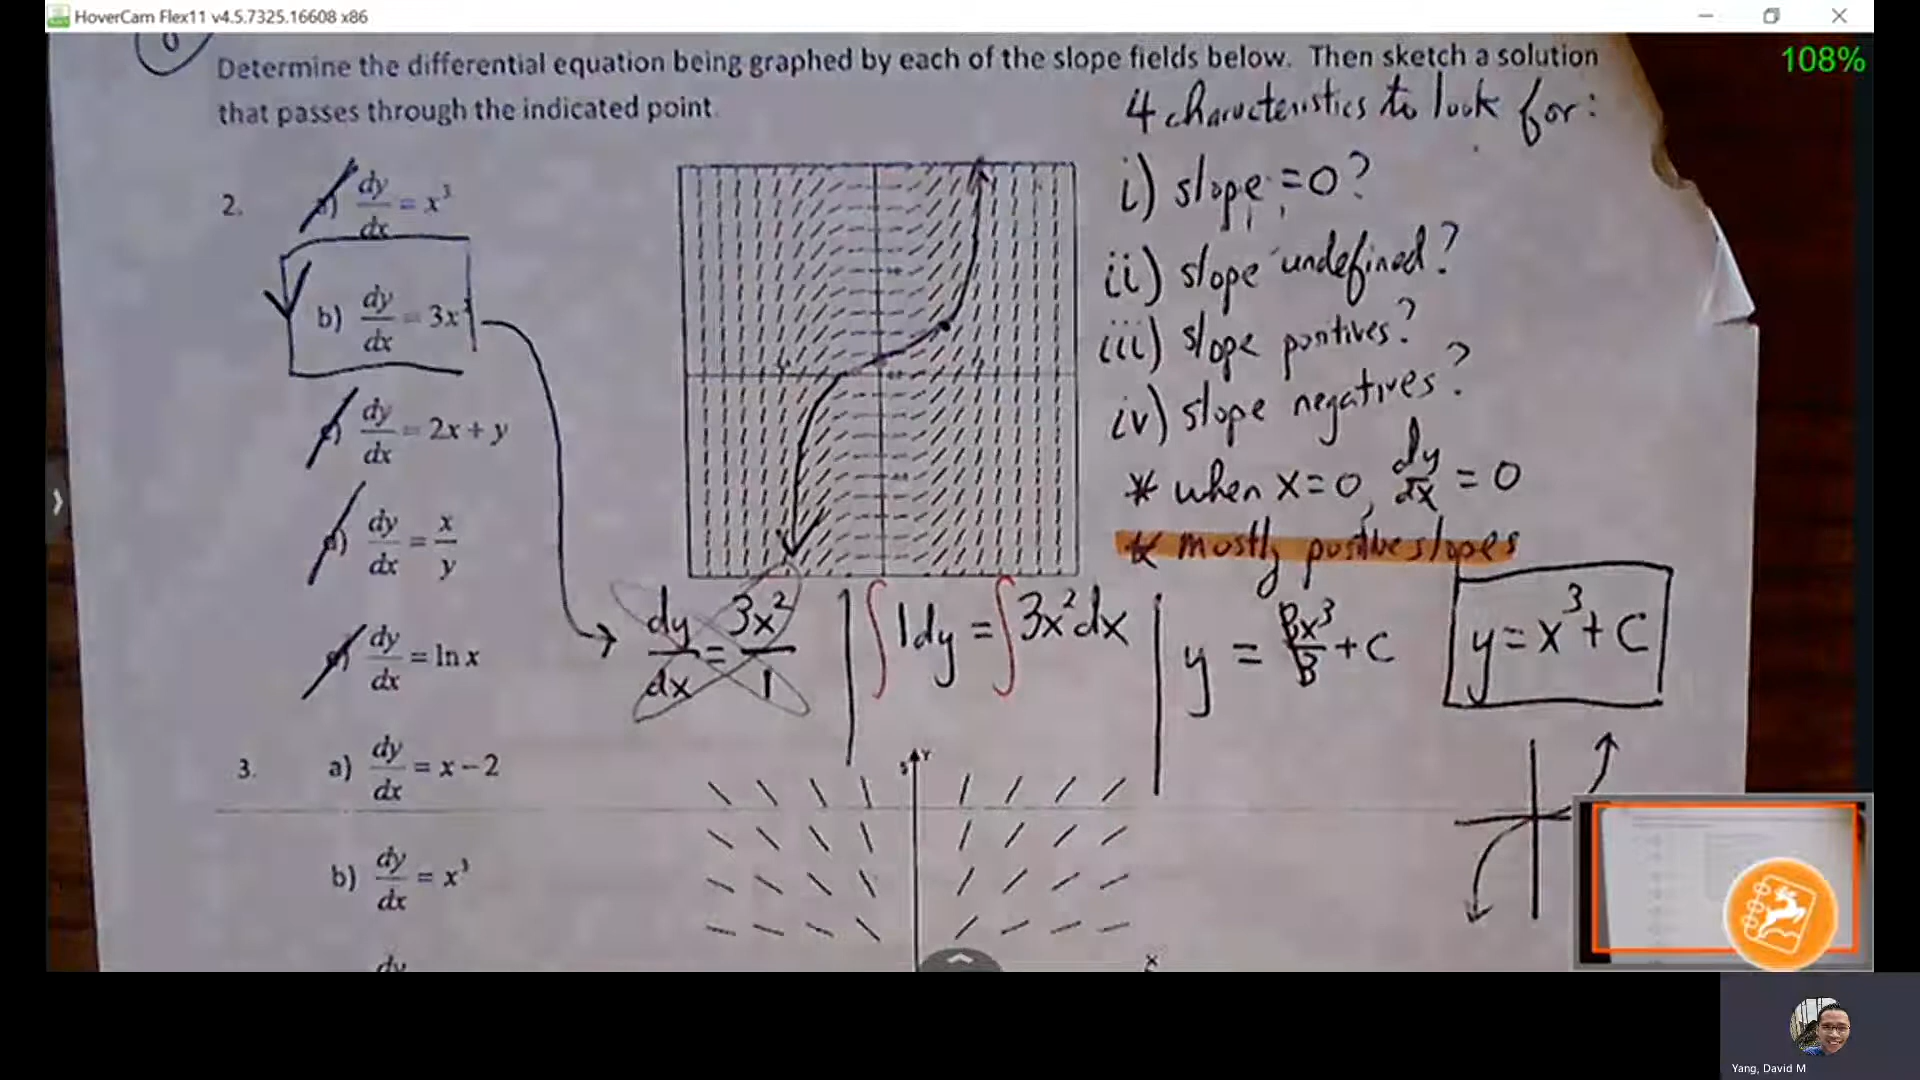 HoverCam Flex11 v4.5.7325.16608 x86
108%
Determine the differential equation being graphed by each of the slope fields below. Then sketch a solution
that passes through the indicated point.
4 characteristics to look for:
i) slope = 0?
ii) slope undefined?
iii) slope positives?
iv) slope negatives?
* when x=0, dy/dx = 0
* mostly positive slopes
2.
a) dy/dx = x³
b) dy/dx = 3x²
c) dy/dx = 2x + y
d) dy/dx = x/y
e) dy/dx = ln x
dy/dx = 3x²/1 | ∫1dy = ∫3x²dx | y = 3x³/3 + C
y = x³ + C
3. a) dy/dx = x − 2
b) dy/dx = x³
dy
Y
X
Yang, David M